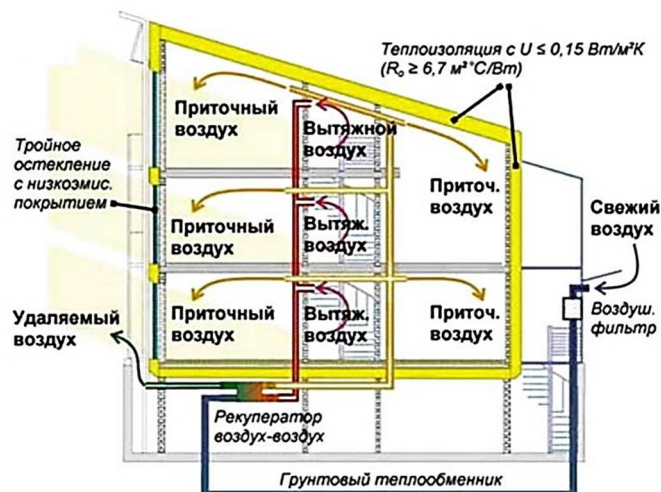 Теплоизоляция с U ≤ 0,15 Вт/м²К
(Rₒ ≥ 6,7 м²°С/Вт)
Приточный
воздух
Вытяжной
воздух
Тройное
остекление
с низкоэмис.
покрытием
Приточ.
воздух
Свежий
воздух
Приточный
воздух
Вытяж.
воздух
Приточный
воздух
Вытяж.
воздух
Приточ.
воздух
Воздуш.
фильтр
Удаляемый
воздух
Рекуператор
воздух-воздух
Грунтовый теплообменник